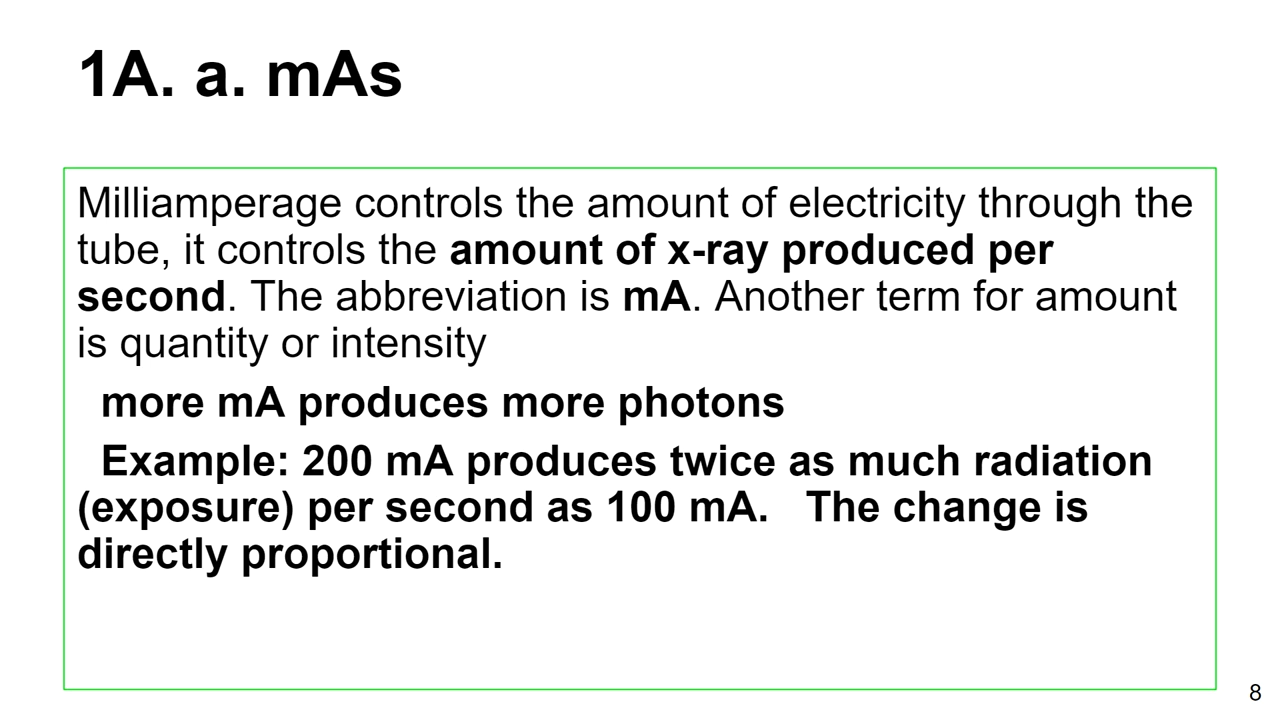 1A. a. mAs
Milliamperage controls the amount of electricity through the
tube, it controls the amount of x-ray produced per
second. The abbreviation is mA. Another term for amount
is quantity or intensity
more mA produces more photons
Example: 200 mA produces twice as much radiation
(exposure) per second as 100 mA.   The change is
directly proportional.
8